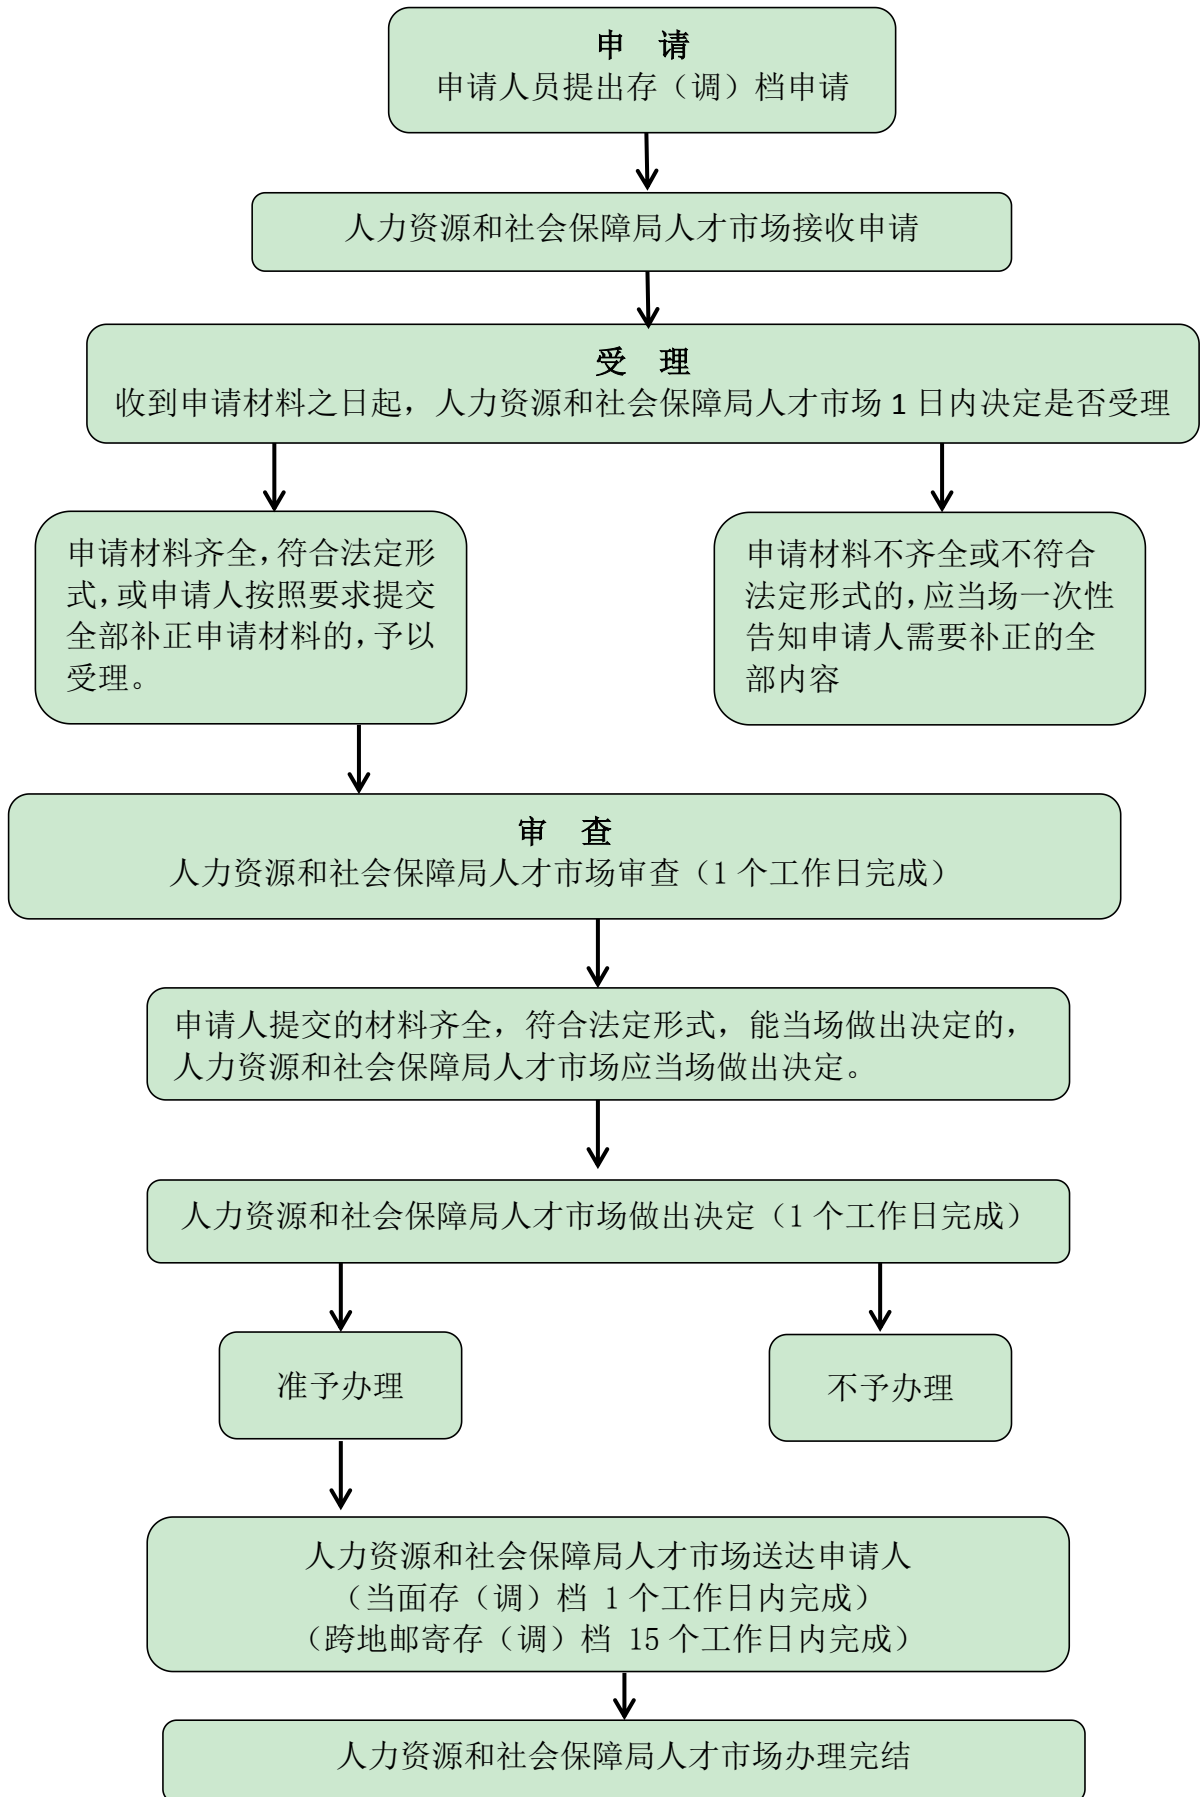 申　请
申请人员提出存（调）档申请
人力资源和社会保障局人才市场接收申请
受　理
收到申请材料之日起，人力资源和社会保障局人才市场 1 日内决定是否受理
申请材料齐全，符合法定形
式，或申请人按照要求提交
全部补正申请材料的，予以
受理。
申请材料不齐全或不符合
法定形式的，应当场一次性
告知申请人需要补正的全
部内容
审　查
人力资源和社会保障局人才市场审查（1 个工作日完成）
申请人提交的材料齐全，符合法定形式，能当场做出决定的，
人力资源和社会保障局人才市场应当场做出决定。
人力资源和社会保障局人才市场做出决定（1 个工作日完成）
准予办理
不予办理
人力资源和社会保障局人才市场送达申请人
（当面存（调）档 1 个工作日内完成）
（跨地邮寄存（调）档 15 个工作日内完成）
人力资源和社会保障局人才市场办理完结